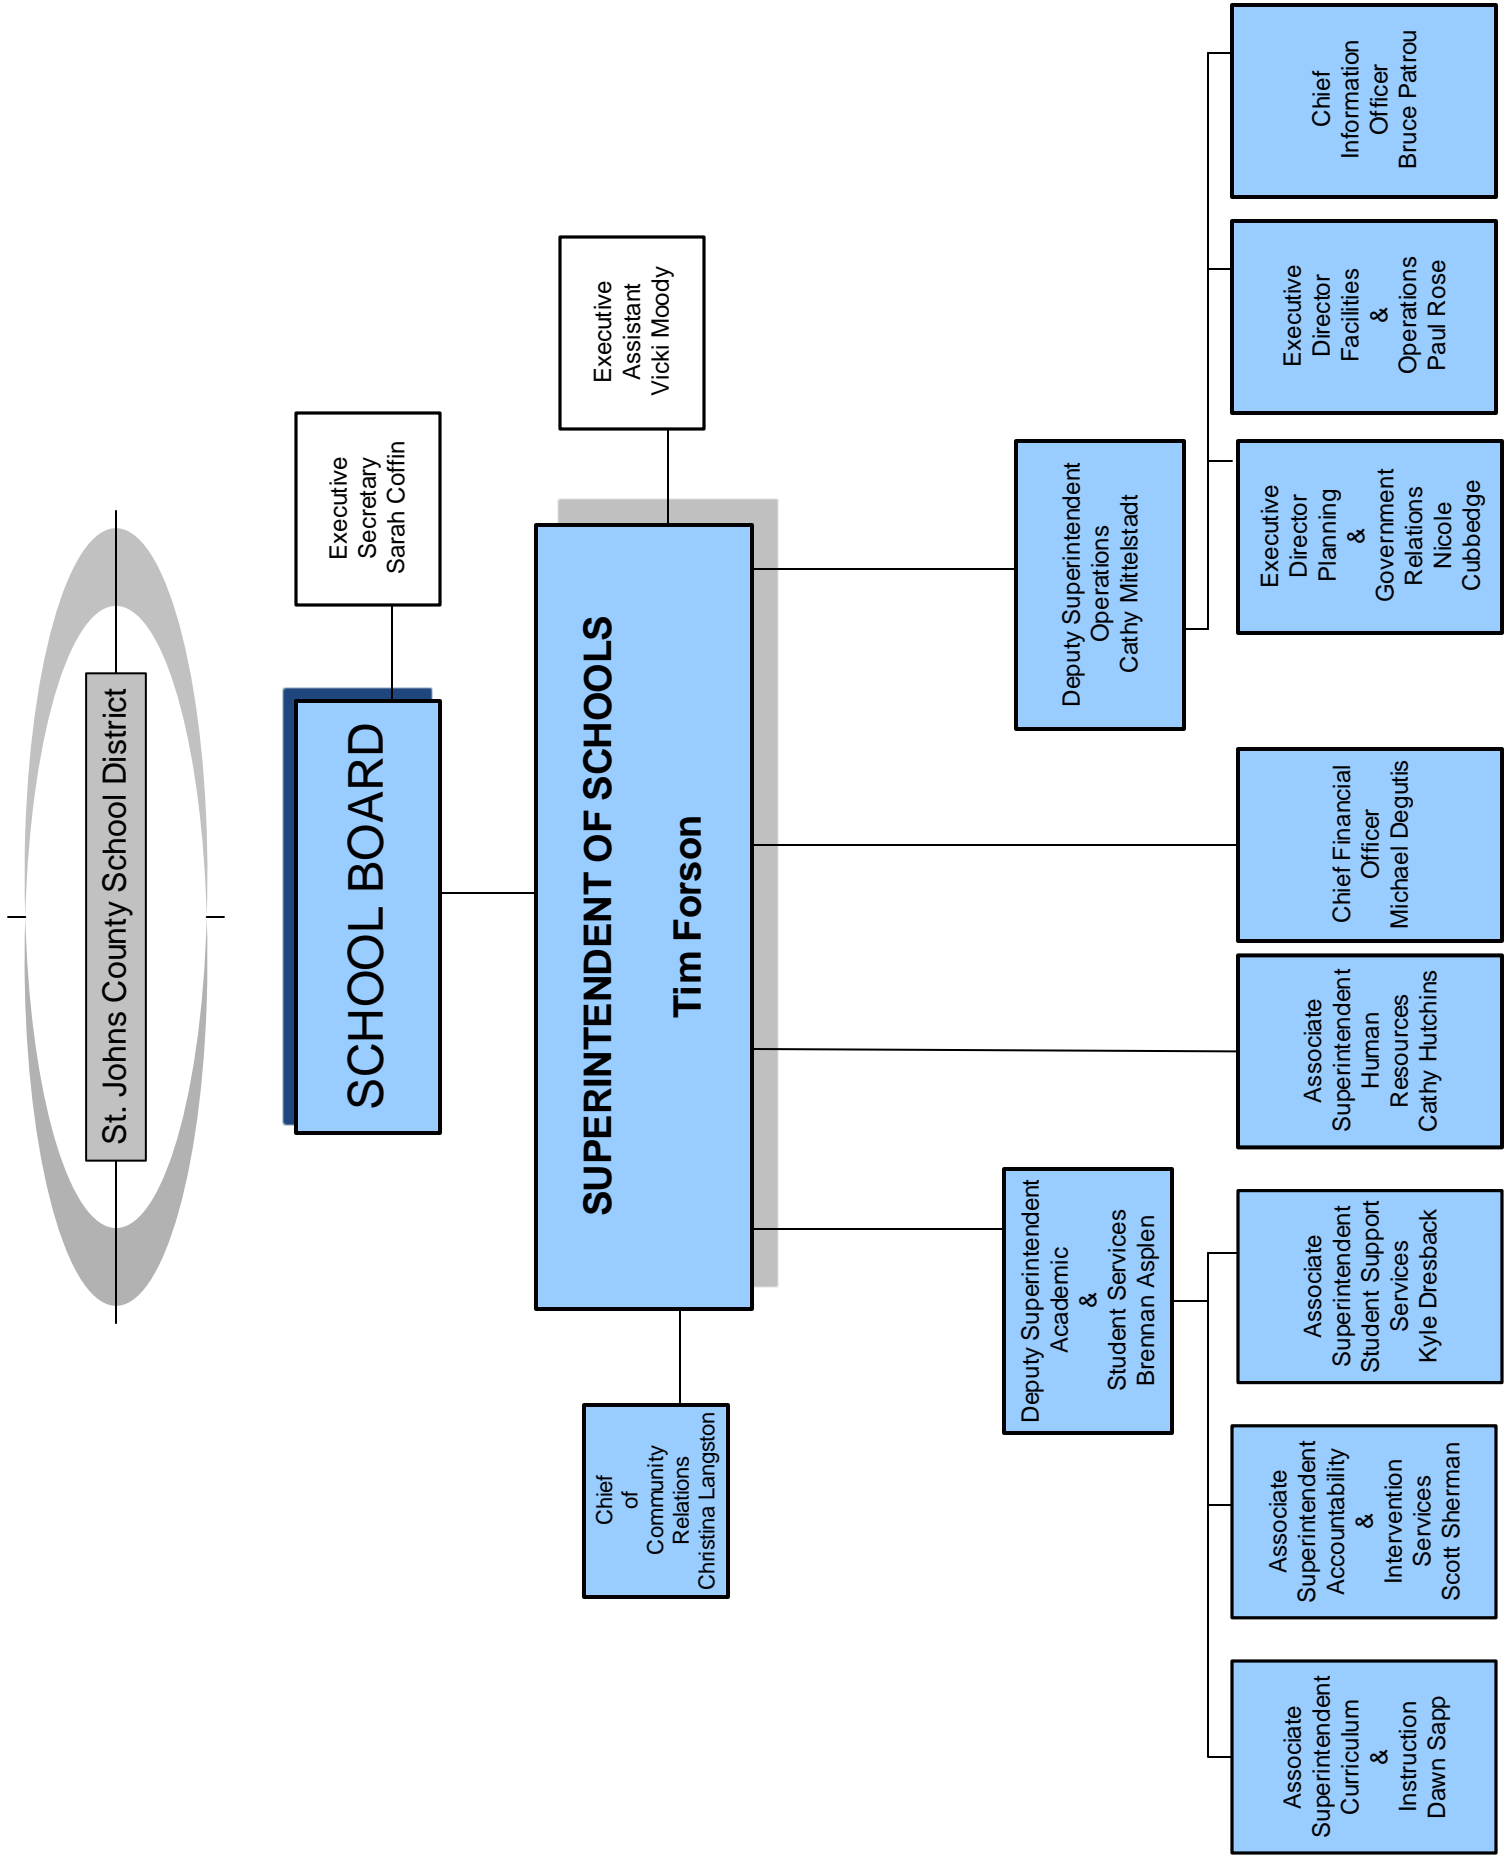 St. Johns County School District
SCHOOL BOARD
Executive
Secretary
Sarah Coffin
SUPERINTENDENT OF SCHOOLS
Tim Forson
Chief
of
Community
Relations
Christina Langston
Executive
Assistant
Vicki Moody
Deputy Superintendent
Academic
&
Student Services
Brennan Asplen
Deputy Superintendent
Operations
Cathy Mittelstadt
Associate
Superintendent
Curriculum
&
Instruction
Dawn Sapp
Associate
Superintendent
Accountability
&
Intervention
Services
Scott Sherman
Associate
Superintendent
Student Support
Services
Kyle Dresback
Associate
Superintendent
Human
Resources
Cathy Hutchins
Chief Financial
Officer
Michael Degutis
Executive
Director
Planning
&
Government
Relations
Nicole
Cubbedge
Executive
Director
Facilities
&
Operations
Paul Rose
Chief
Information
Officer
Bruce Patrou